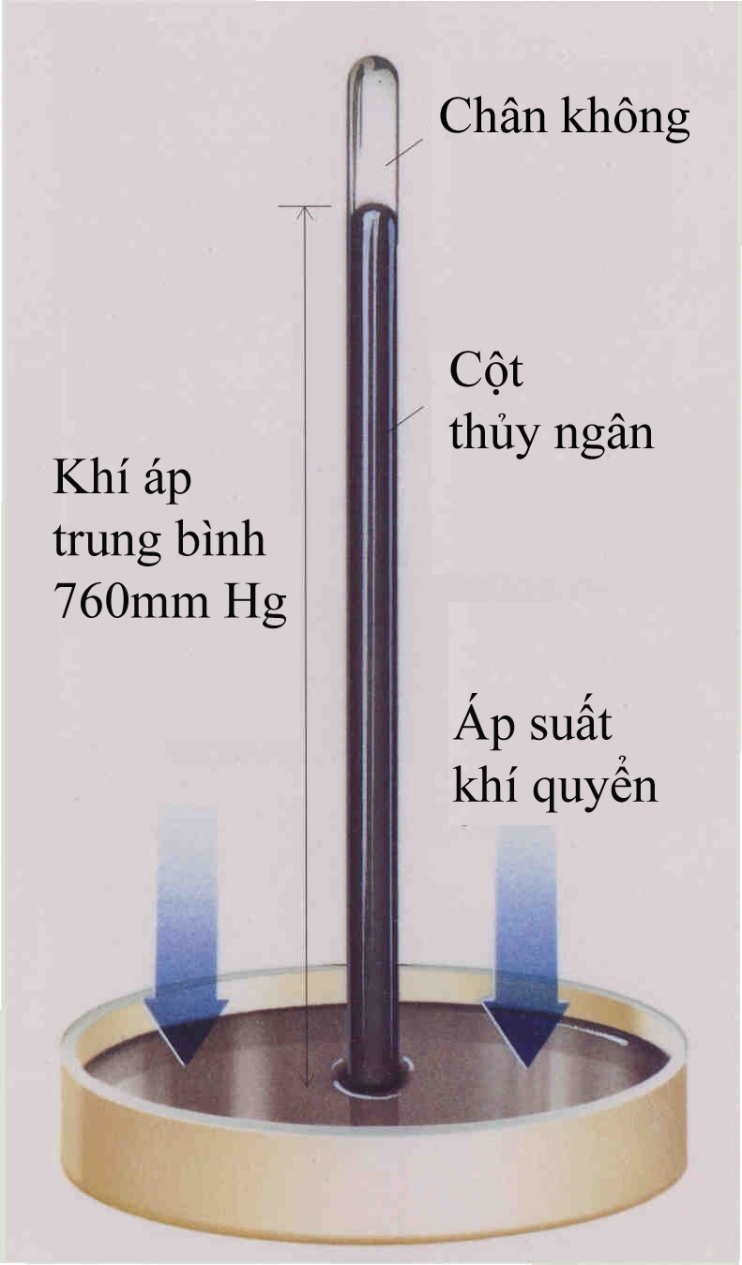 Chân không
Cột
thủy ngân
Khí áp
trung bình
760mm Hg
Áp suất
khí quyển